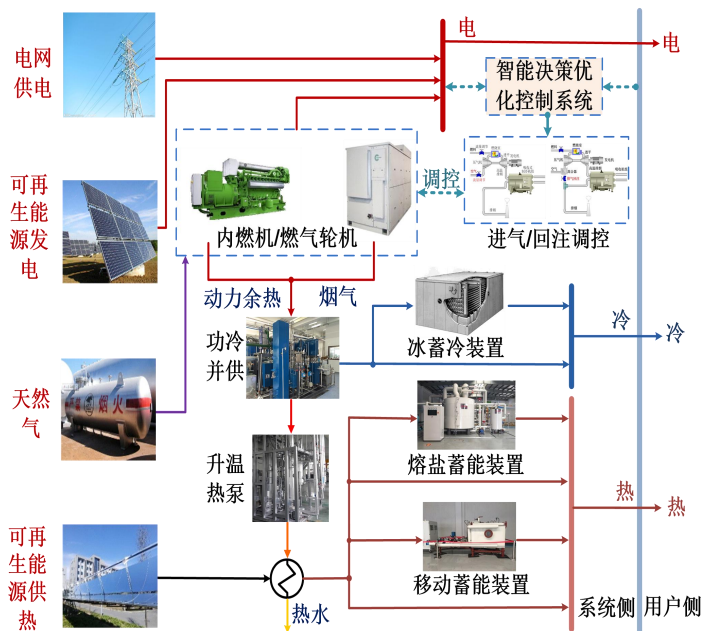 电
电网
供电
电
智能决策优
化控制系统
可再
生能
源发
电
调控
内燃机/燃气轮机
进气/回注调控
动力余热
烟气
功冷
并供
冰蓄冷装置
冷
冷
天然
气
烟 火
升温
热泵
熔盐蓄能装置
热
热
可再
生能
源供
热
移动蓄能装置
热水
系统侧
用户侧